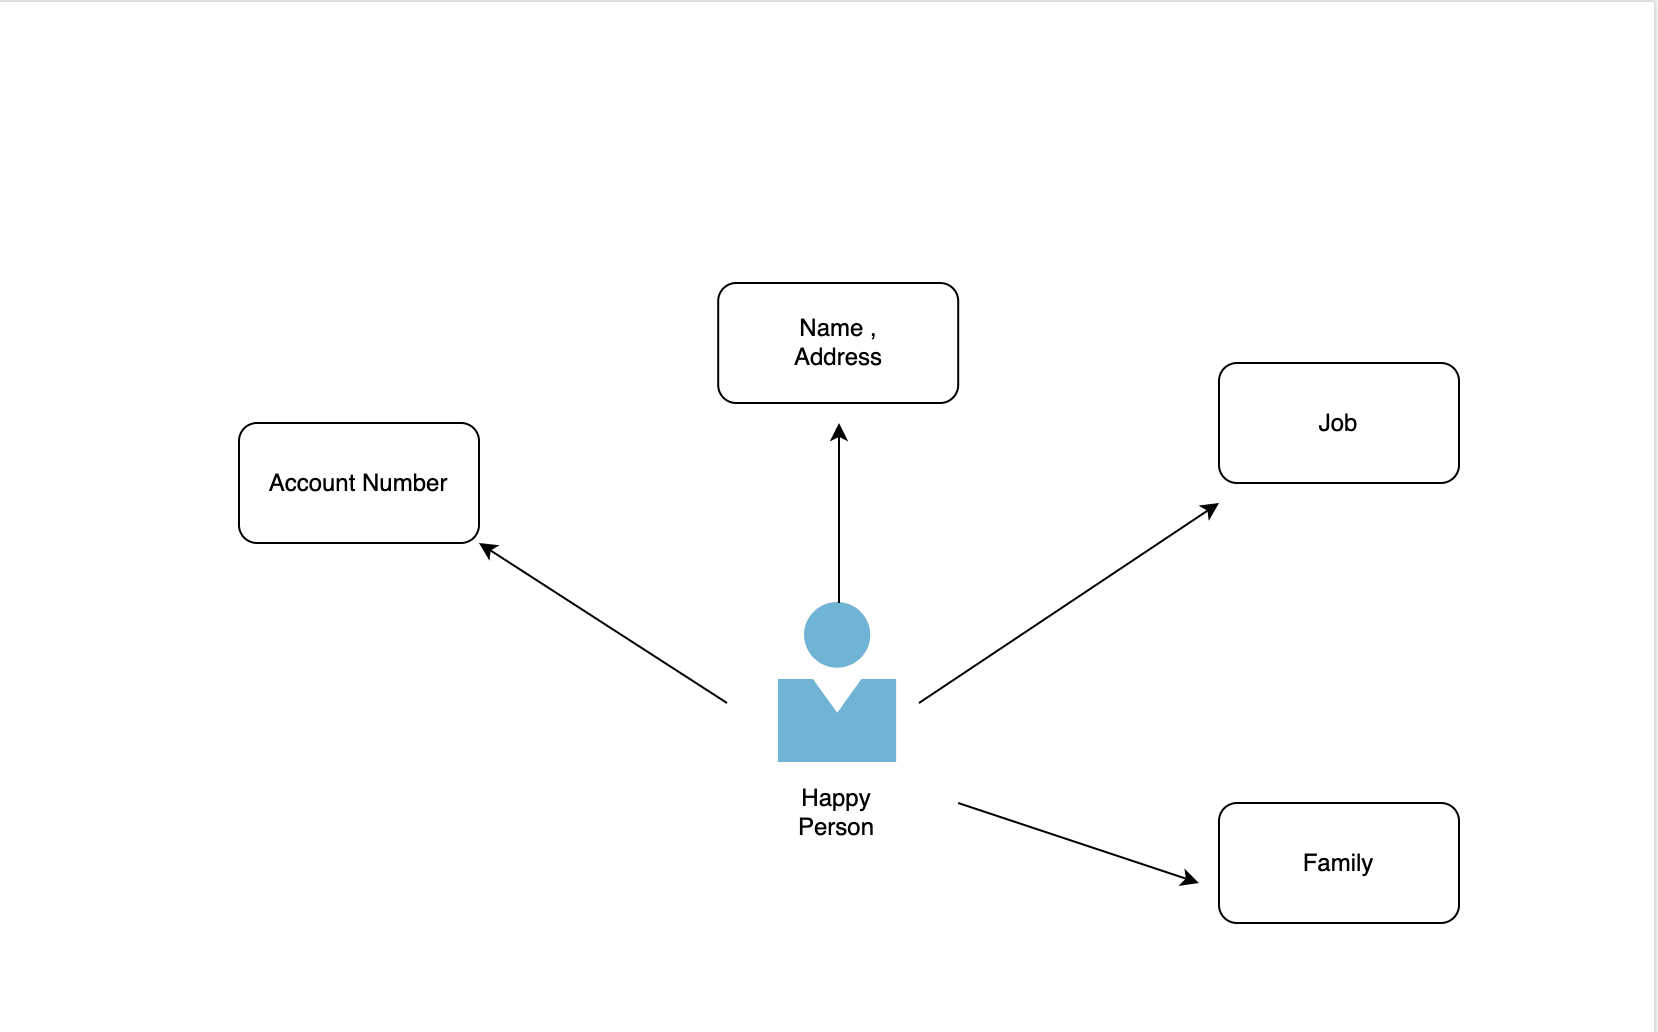 Name ,
Address
Job
Account Number
Happy
Person
Family